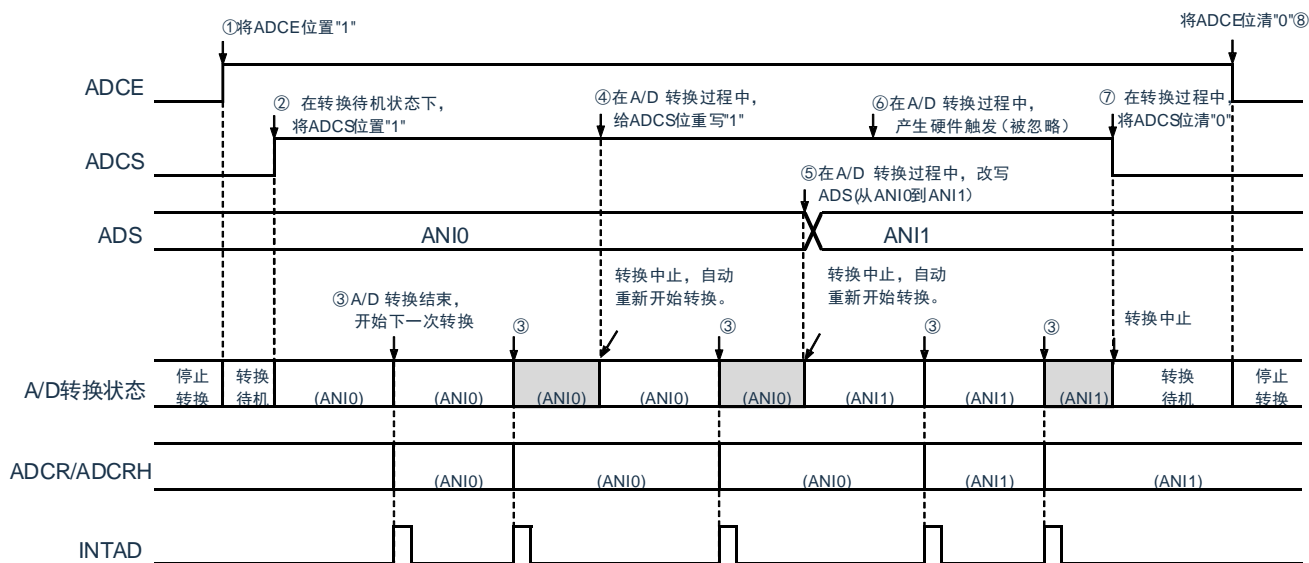 ①将ADCE位置"1"
将ADCE位清"0"⑧
ADCE
② 在转换待机状态下，
将ADCS位置"1"
④在A/D 转换过程中，
给ADCS位重写"1"
⑥在A/D 转换过程中，
产生硬件触发（被忽略）
⑦ 在转换过程中，
将ADCS位清"0"
ADCS
⑤在A/D 转换过程中，改写
ADS(从ANI0到ANI1）
ADS
ANI0
ANI1
③A/D 转换结束，
开始下一次转换
③
转换中止，自动
重新开始转换。
③
转换中止，自动
重新开始转换。
③
③
转换中止
A/D转换状态
停止
转换
转换
待机
(ANI0)
(ANI0)
(ANI0)
(ANI0)
(ANI0)
(ANI1)
(ANI1)
(ANI1)
转换
待机
停止
转换
ADCR/ADCRH
(ANI0)
(ANI0)
(ANI0)
(ANI1)
(ANI1)
INTAD